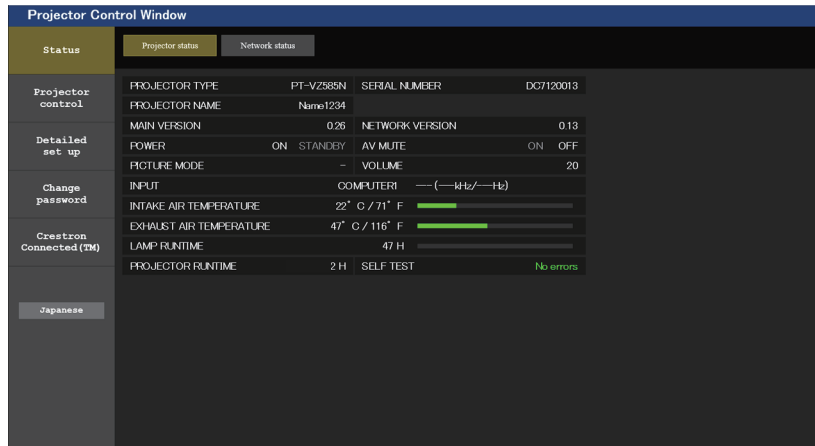 Projector Control Window
Status
Projector control
Detailed set up
Change password
Crestron Connected(TM)
Japanese
Projector status Network status
PROJECTOR TYPE PT-VZ585N SERIAL NUMBER DC7120013
PROJECTOR NAME Name1234
MAIN VERSION 0.26 NETWORK VERSION 0.13
POWER ON STANDBY AV MUTE ON OFF
PICTURE MODE – VOLUME 20
INPUT COMPUTER1 ––(––kHz/––Hz)
INTAKE AIR TEMPERATURE 22° C / 71° F
EXHAUST AIR TEMPERATURE 47° C / 116° F
LAMP RUNTIME 47 H
PROJECTOR RUNTIME 2 H SELF TEST No errors